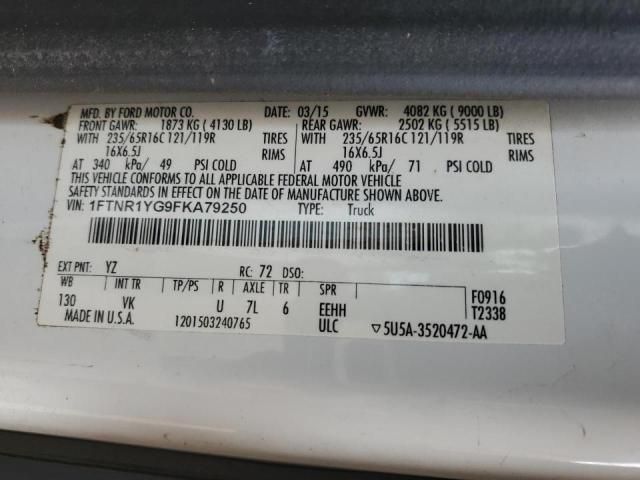 MFD. BY FORD MOTOR CO. DATE: 03/15 GVWR: 4082 KG ( 9000 LB)
FRONT GAWR: 1873 KG ( 4130 LB) REAR GAWR: 2502 KG ( 5515 LB)
WITH 235/65R16C 121/119R TIRES WITH 235/65R16C 121/119R TIRES
16X6.5J RIMS 16X6.5J RIMS
AT 340 kPa/ 49 PSI COLD AT 490 kPa/ 71 PSI COLD
THIS VEHICLE CONFORMS TO ALL APPLICABLE FEDERAL MOTOR VEHICLE
SAFETY STANDARDS IN EFFECT ON THE DATE OF MANUFACTURE SHOWN ABOVE.
VIN: 1FTNR1YG9FKA79250 TYPE: Truck
EXT PNT: YZ RC: 72 DSO:
WB INT TR TP/PS R AXLE TR SPR F0916
130 VK U 7L 6 EEHH T2338
MADE IN U.S.A. 1201503240765 ULC ▽5U5A-3520472-AA